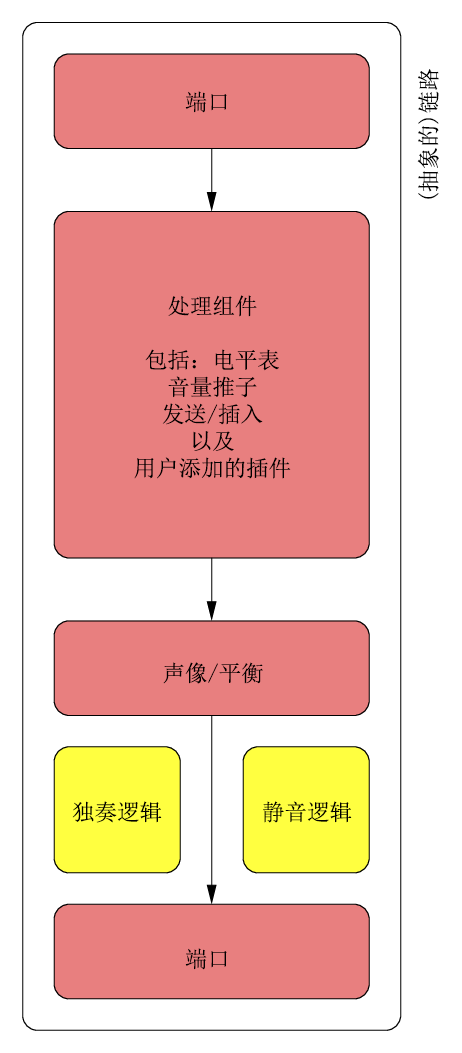 (抽象的)链路
端口
处理组件
包括：电平表
音量推子
发送/插入
以及
用户添加的插件
声像/平衡
独奏逻辑
静音逻辑
端口